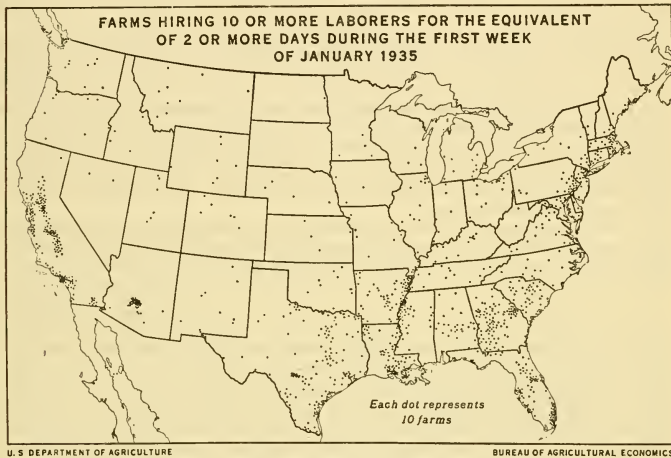 FARMS HIRING 10 OR MORE LABORERS FOR THE EQUIVALENT
OF 2 OR MORE DAYS DURING THE FIRST WEEK
OF JANUARY 1935
Each dot represents
10 farms
U.S DEPARTMENT OF AGRICULTURE
BUREAU OF AGRICULTURAL ECONOMICS